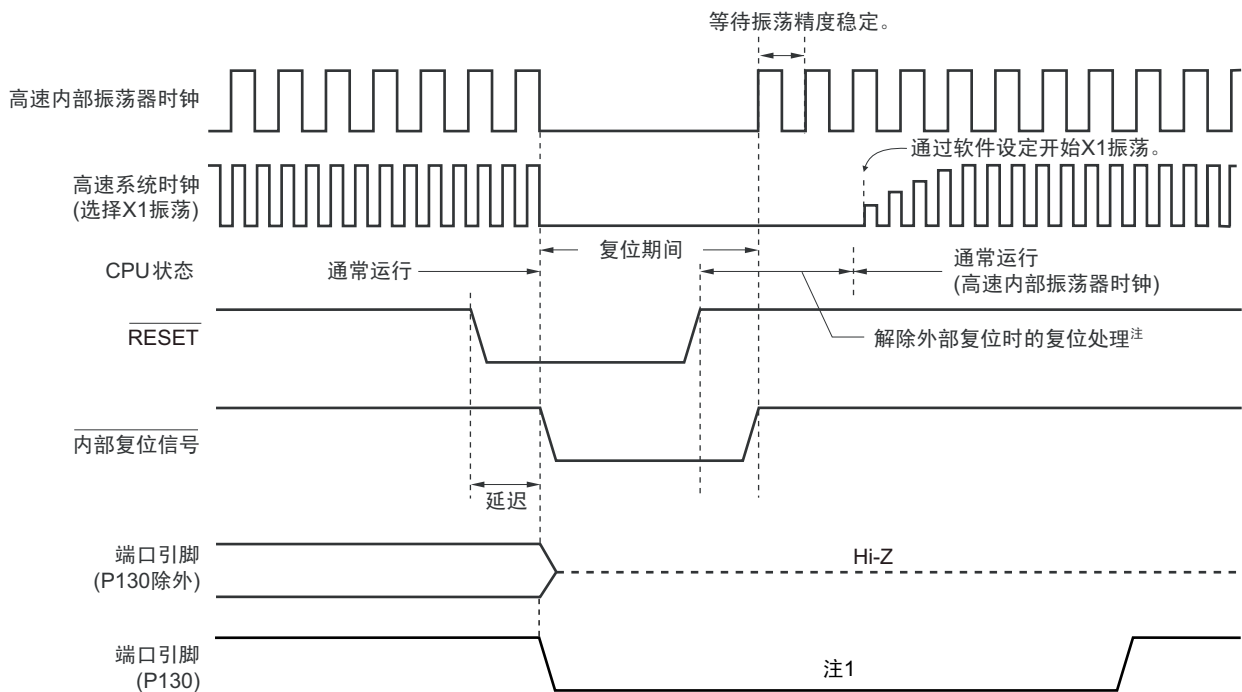 等待振荡精度稳定。
高速内部振荡器时钟
通过软件设定开始X1振荡。
高速系统时钟
(选择X1振荡)
复位期间
CPU状态
通常运行
通常运行
(高速内部振荡器时钟)
RESET
解除外部复位时的复位处理注
内部复位信号
延迟
端口引脚
(P130除外)
Hi-Z
端口引脚
(P130)
注1